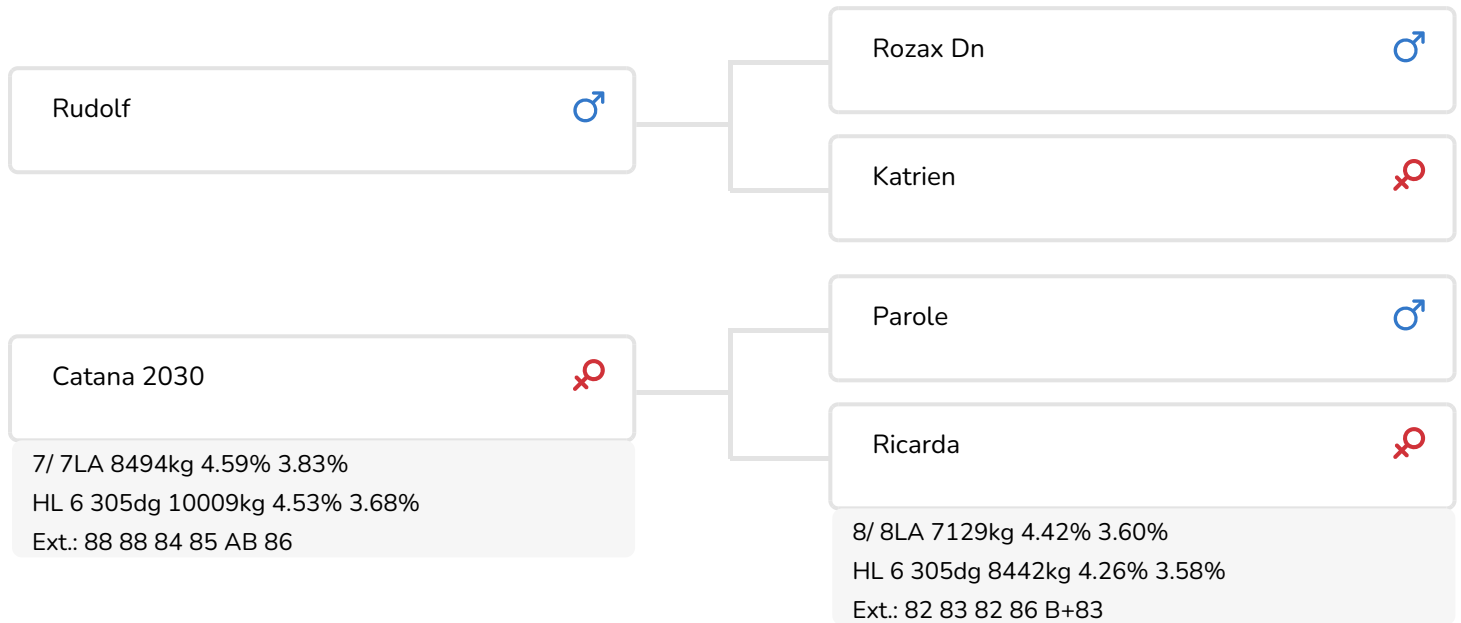 Rudolf
Rozax Dn
Katrien
Catana 2030
7/ 7LA 8494kg 4.59% 3.83%
HL 6 305dg 10009kg 4.53% 3.68%
Ext.: 88 88 84 85 AB 86
Parole
Ricarda
8/ 8LA 7129kg 4.42% 3.60%
HL 6 305dg 8442kg 4.26% 3.58%
Ext.: 82 83 82 86 B+83